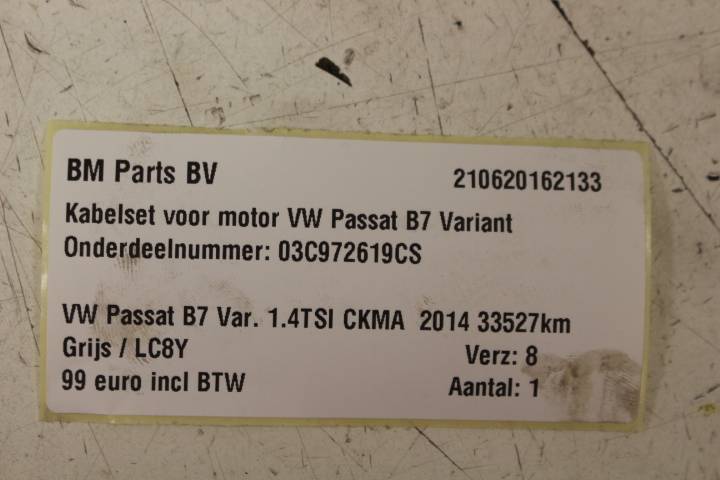 BM Parts BV 210620162133
Kabelset voor motor VW Passat B7 Variant
Onderdeelnummer: 03C972619CS
VW Passat B7 Var. 1.4TSI CKMA 2014 33527km
Grijs / LC8Y Verz: 8
99 euro incl BTW Aantal: 1